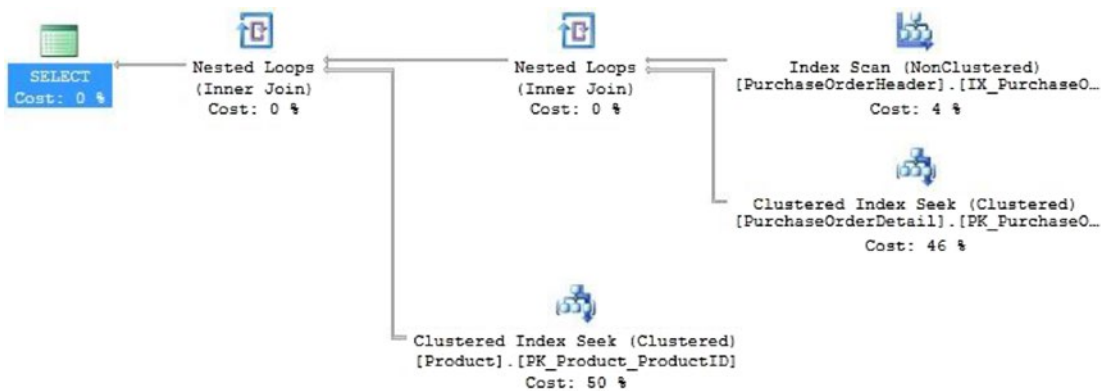 SELECT
Cost: 0 %
Nested Loops
(Inner Join)
Cost: 0 %
Nested Loops
(Inner Join)
Cost: 0 %
Index Scan (NonClustered)
[PurchaseOrderHeader].[IX_PurchaseO…
Cost: 4 %
Clustered Index Seek (Clustered)
[PurchaseOrderDetail].[PK_PurchaseO…
Cost: 46 %
Clustered Index Seek (Clustered)
[Product].[PK_Product_ProductID]
Cost: 50 %